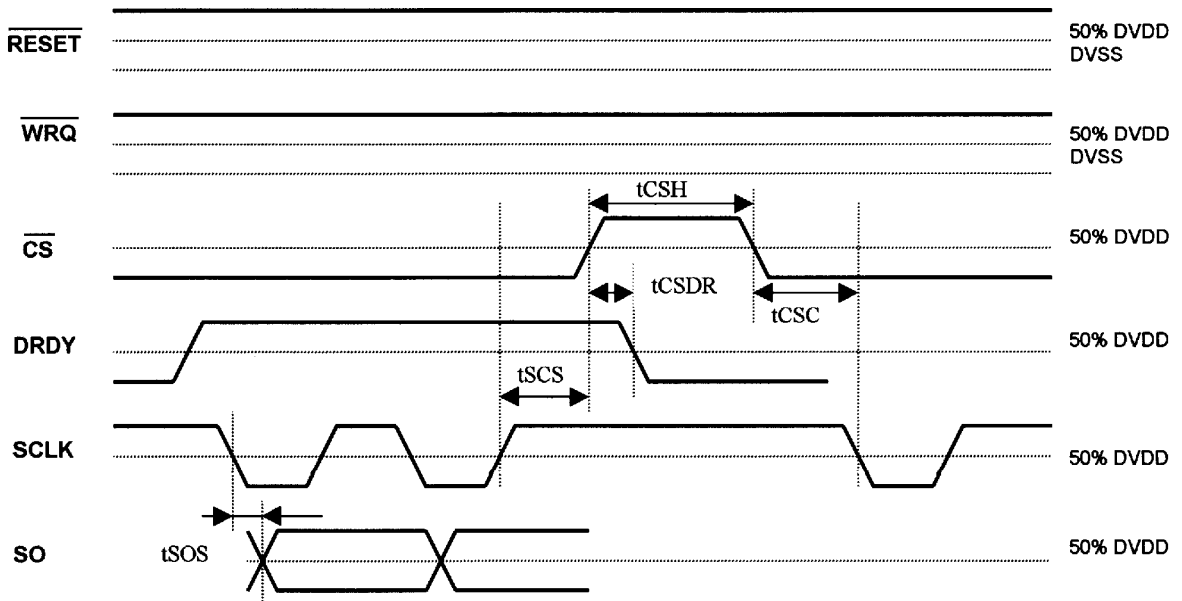 RESET
50% DVDD
DVSS
WRQ
50% DVDD
DVSS
tCSH
CS
50% DVDD
tCSDR
tCSC
DRDY
50% DVDD
tSCS
SCLK
50% DVDD
tSOS
SO
50% DVDD